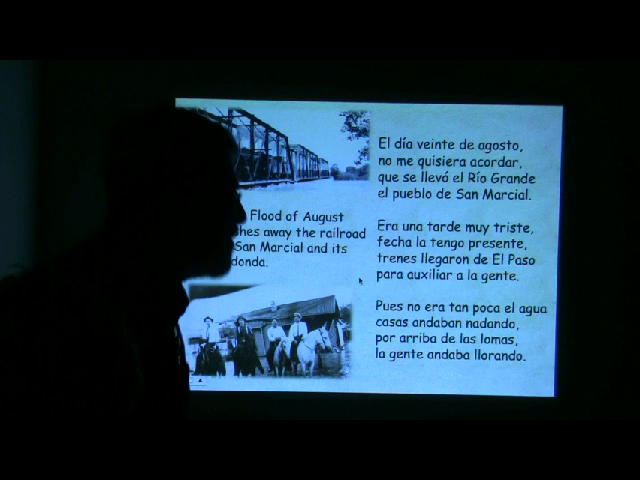 Flood of August
hes away the railroad
San Marcial and its
donda.
El día veinte de agosto,
no me quisiera acordar,
que se llevó el Río Grande
el pueblo de San Marcial.
Era una tarde muy triste,
fecha la tengo presente,
trenes llegaron de El Paso
para auxiliar a la gente.
Pues no era tan poca el agua
casas andaban nadando,
por arriba de las lomas,
la gente andaba llorando.